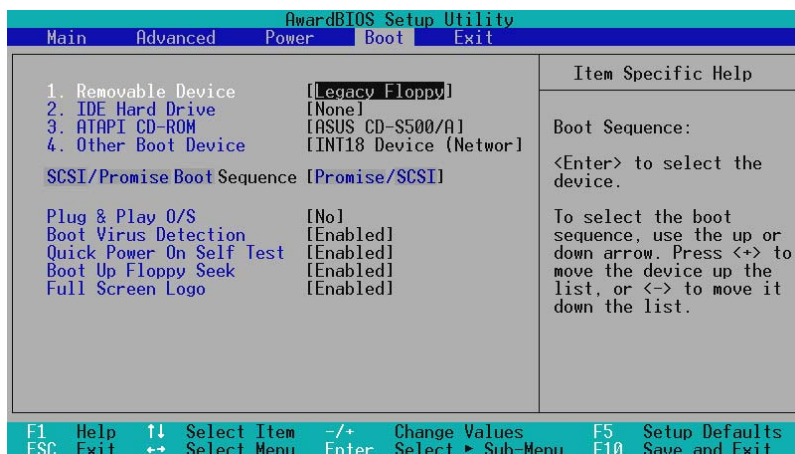 AwardBIOS Setup Utility
Main Advanced Power Boot Exit
Item Specific Help
1. Removable Device [Legacy Floppy]
2. IDE Hard Drive [None]
3. ATAPI CD-ROM [ASUS CD-S500/A]
4. Other Boot Device [INT18 Device (Networ]
SCSI/Promise Boot Sequence [Promise/SCSI]
Plug & Play O/S [No]
Boot Virus Detection [Enabled]
Quick Power On Self Test [Enabled]
Boot Up Floppy Seek [Enabled]
Full Screen Logo [Enabled]
Boot Sequence:
<Enter> to select the
device.
To select the boot
sequence, use the up or
down arrow. Press <+> to
move the device up the
list, or <-> to move it
down the list.
F1 Help ↑↓ Select Item -/+ Change Values F5 Setup Defaults
ESC Exit ↔ Select Menu Enter Select ► Sub-Menu F10 Save and Exit